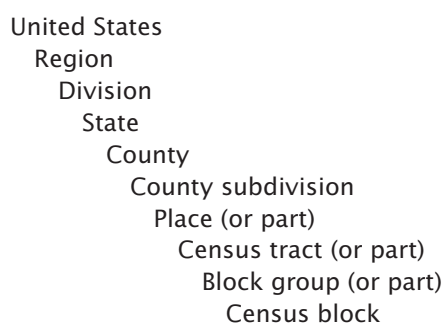 United States
Region
Division
State
County
County subdivision
Place (or part)
Census tract (or part)
Block group (or part)
Census block